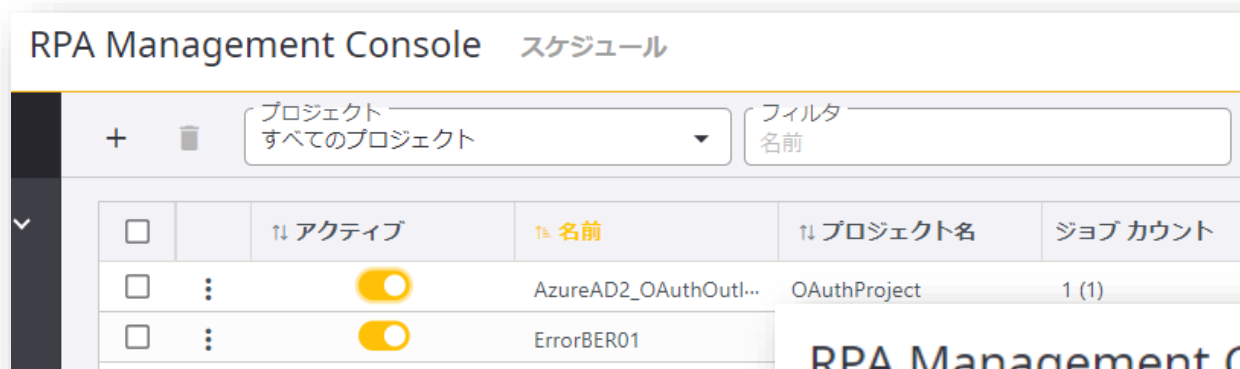 RPA Management Console スケジュール
プロジェクト
すべてのプロジェクト
フィルタ
名前
アクティブ 名前 プロジェクト名 ジョブ カウント
AzureAD2_OAuthOutl... OAuthProject 1 (1)
ErrorBER01
RPA Management